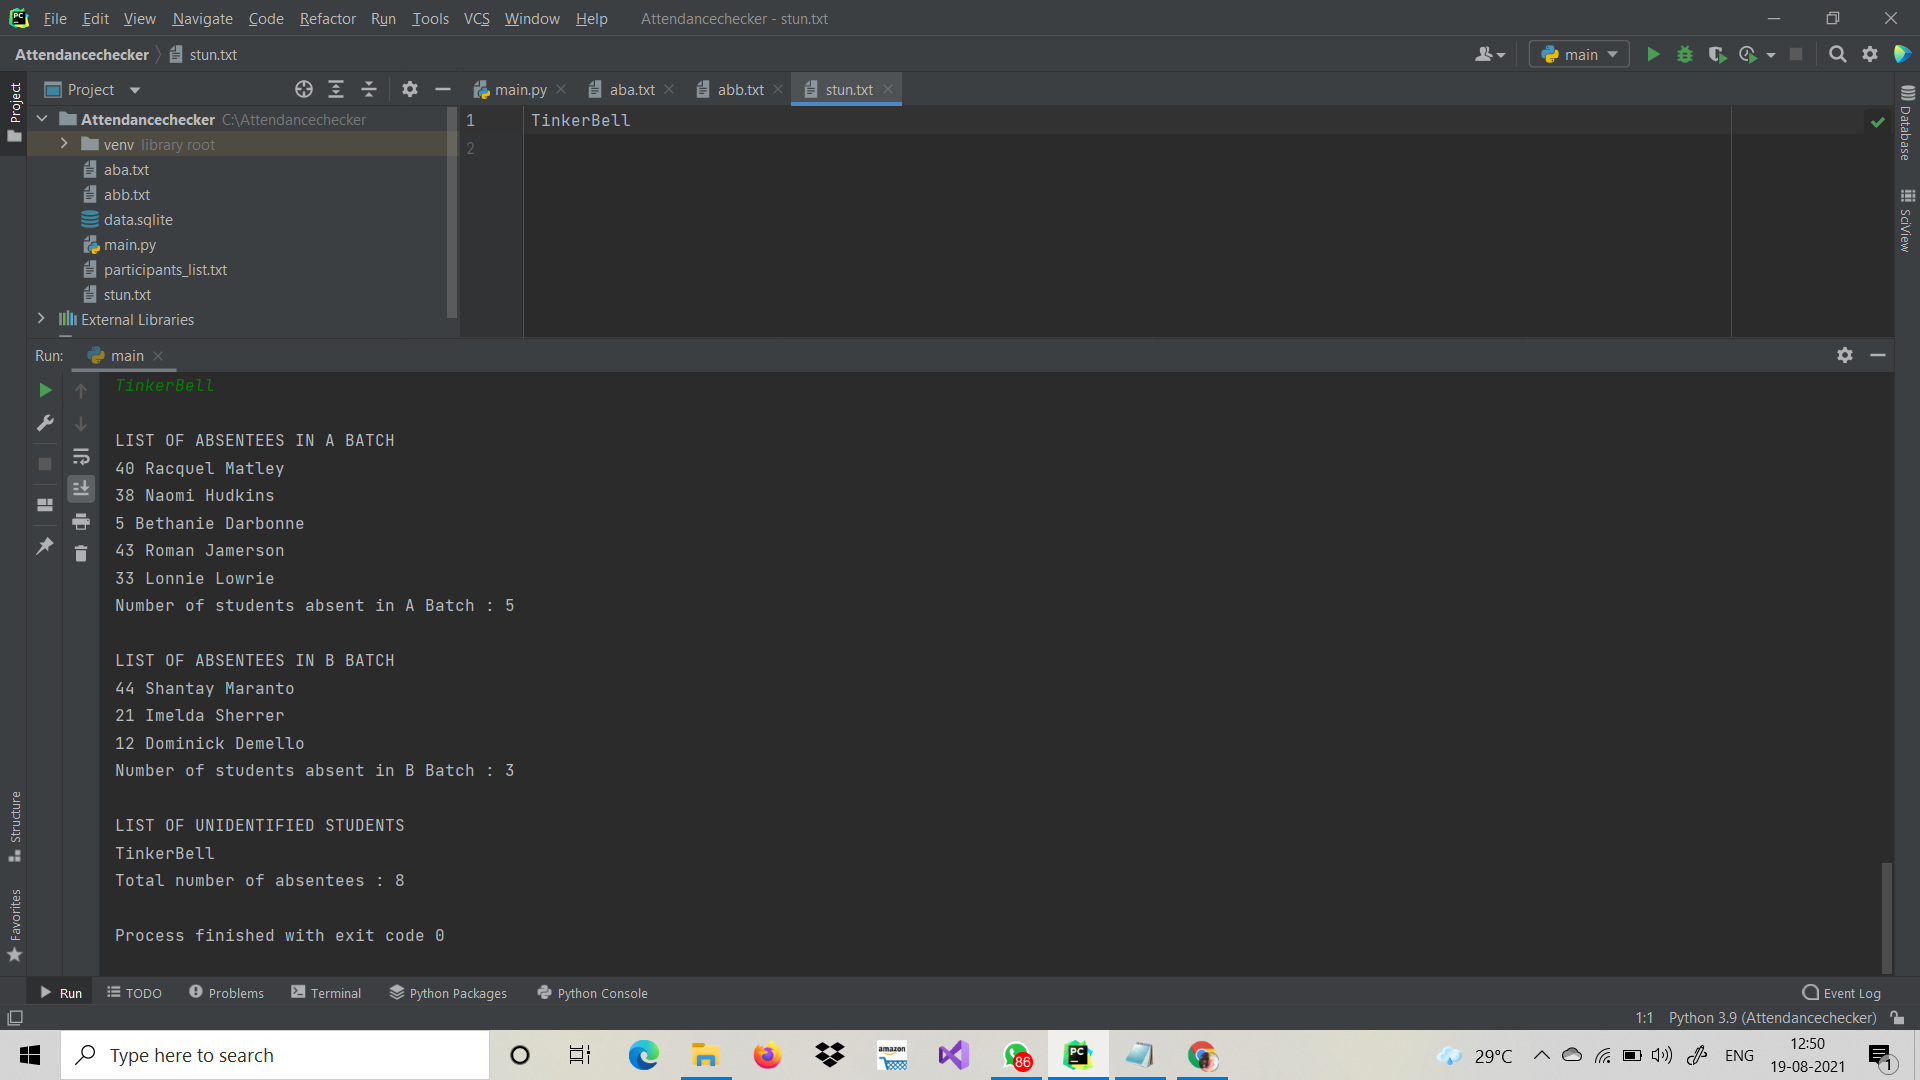 File Edit View Navigate Code Refactor Run Tools VCS Window Help Attendancechecker - stun.txt
Attendancechecker stun.txt main
Project main.py aba.txt abb.txt stun.txt
Project
Attendancechecker C:\Attendancechecker
venv library root
aba.txt
abb.txt
data.sqlite
main.py
participants_list.txt
stun.txt
External Libraries
1 TinkerBell
2
Database
SciView
Run: main
TinkerBell
LIST OF ABSENTEES IN A BATCH
40 Racquel Matley
38 Naomi Hudkins
5 Bethanie Darbonne
43 Roman Jamerson
33 Lonnie Lowrie
Number of students absent in A Batch : 5
LIST OF ABSENTEES IN B BATCH
44 Shantay Maranto
21 Imelda Sherrer
12 Dominick Demello
Number of students absent in B Batch : 3
LIST OF UNIDENTIFIED STUDENTS
TinkerBell
Total number of absentees : 8
Process finished with exit code 0
Structure
Favorites
Run TODO Problems Terminal Python Packages Python Console Event Log
1:1 Python 3.9 (Attendancechecker)
Type here to search amazon 86 PC 29°C ENG 12:50
19-08-2021 1